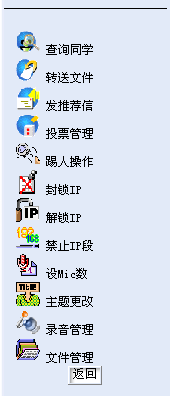 查询同学
转送文件
发推荐信
投票管理
踢人操作
封锁IP
IP
解锁IP
禁止IP段
设Mic数
TITLE
主题更改
录音管理
文件管理
返回